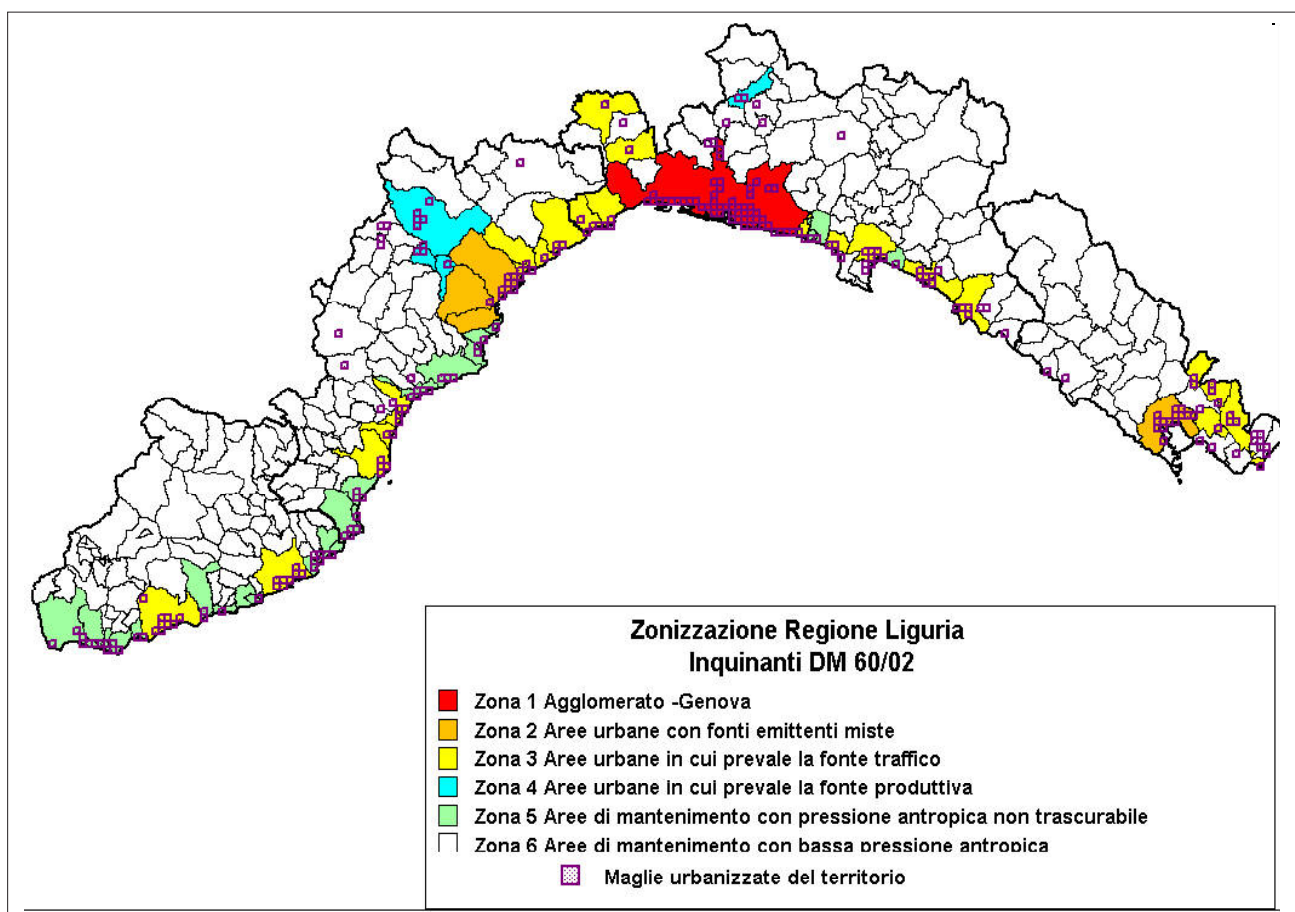 Zonizzazione Regione Liguria
Inquinanti DM 60/02
Zona 1 Agglomerato -Genova
Zona 2 Aree urbane con fonti emittenti miste
Zona 3 Aree urbane in cui prevale la fonte traffico
Zona 4 Aree urbane in cui prevale la fonte produttiva
Zona 5 Aree di mantenimento con pressione antropica non trascurabile
Zona 6 Aree di mantenimento con bassa pressione antropica
Maglie urbanizzate del territorio